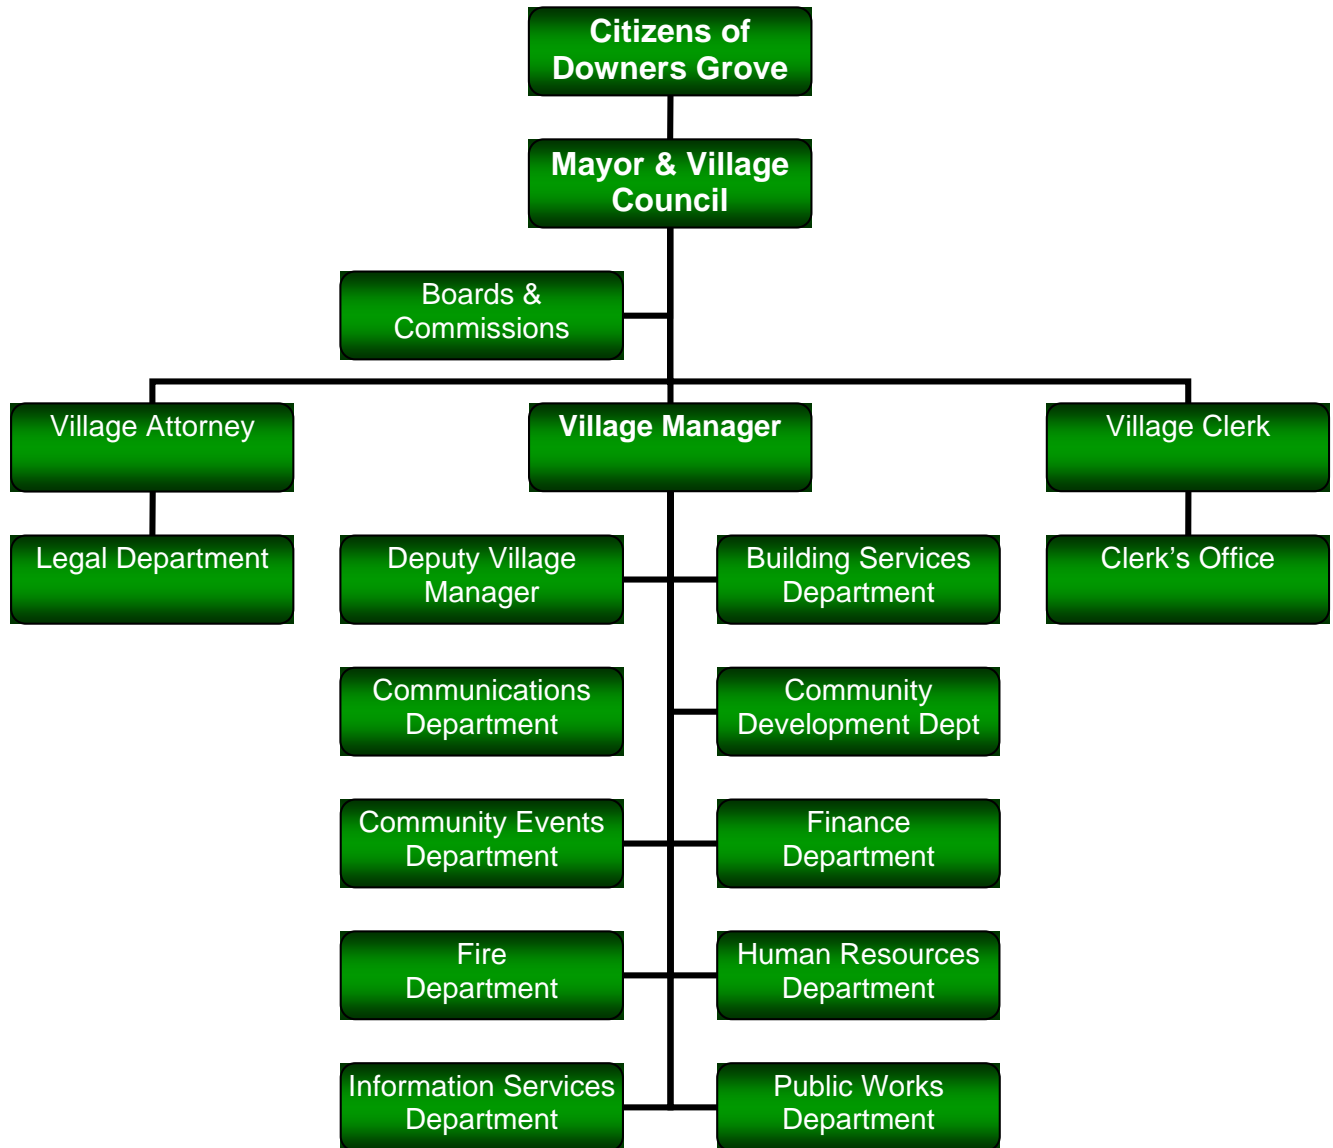 Citizens of
Downers Grove
Mayor & Village
Council
Boards &
Commissions
Village Attorney
Village Manager
Village Clerk
Legal Department
Deputy Village
Manager
Building Services
Department
Clerk’s Office
Communications
Department
Community
Development Dept
Community Events
Department
Finance
Department
Fire
Department
Human Resources
Department
Information Services
Department
Public Works
Department